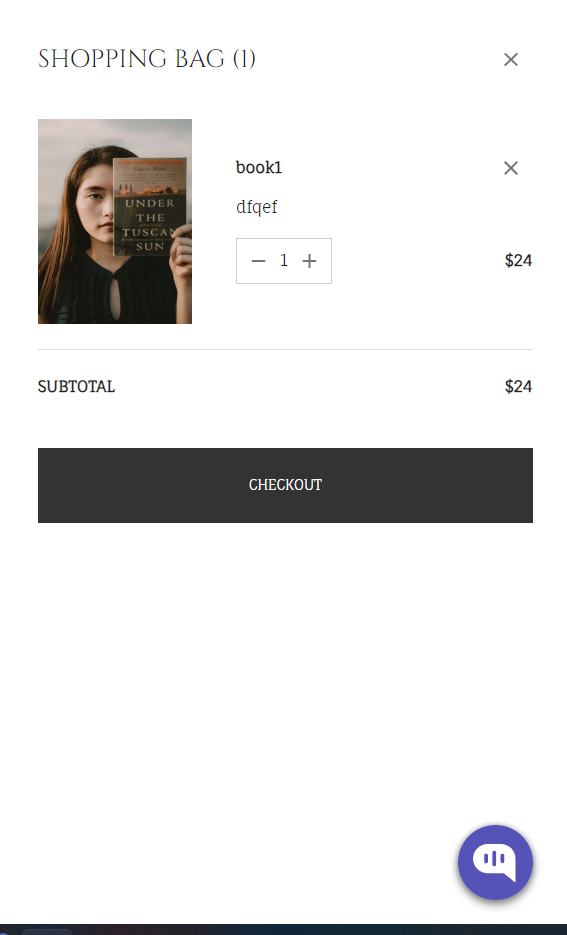 SHOPPING BAG (1)
UNDER
THE
TUSCAN
SUN
book1
dfqef
1
$24
SUBTOTAL
$24
CHECKOUT